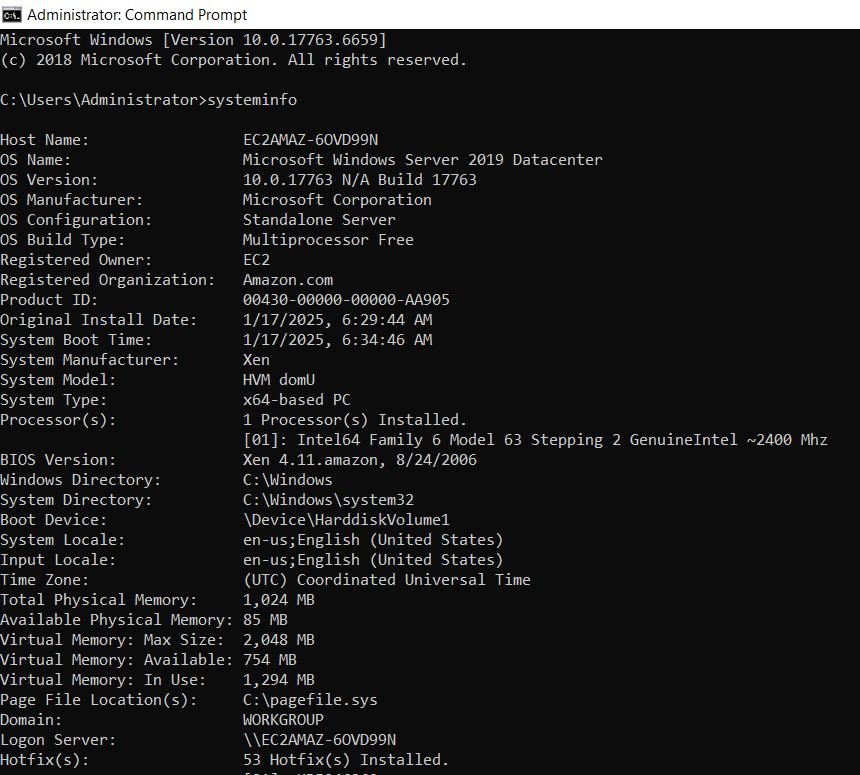 Administrator: Command Prompt
Microsoft Windows [Version 10.0.17763.6659]
(c) 2018 Microsoft Corporation. All rights reserved.
C:\Users\Administrator>systeminfo
Host Name: EC2AMAZ-6OVD99N
OS Name: Microsoft Windows Server 2019 Datacenter
OS Version: 10.0.17763 N/A Build 17763
OS Manufacturer: Microsoft Corporation
OS Configuration: Standalone Server
OS Build Type: Multiprocessor Free
Registered Owner: EC2
Registered Organization: Amazon.com
Product ID: 00430-00000-00000-AA905
Original Install Date: 1/17/2025, 6:29:44 AM
System Boot Time: 1/17/2025, 6:34:46 AM
System Manufacturer: Xen
System Model: HVM domU
System Type: x64-based PC
Processor(s): 1 Processor(s) Installed.
[01]: Intel64 Family 6 Model 63 Stepping 2 GenuineIntel ~2400 Mhz
BIOS Version: Xen 4.11.amazon, 8/24/2006
Windows Directory: C:\Windows
System Directory: C:\Windows\system32
Boot Device: \Device\HarddiskVolume1
System Locale: en-us;English (United States)
Input Locale: en-us;English (United States)
Time Zone: (UTC) Coordinated Universal Time
Total Physical Memory: 1,024 MB
Available Physical Memory: 85 MB
Virtual Memory: Max Size: 2,048 MB
Virtual Memory: Available: 754 MB
Virtual Memory: In Use: 1,294 MB
Page File Location(s): C:\pagefile.sys
Domain: WORKGROUP
Logon Server: \\EC2AMAZ-6OVD99N
Hotfix(s): 53 Hotfix(s) Installed.